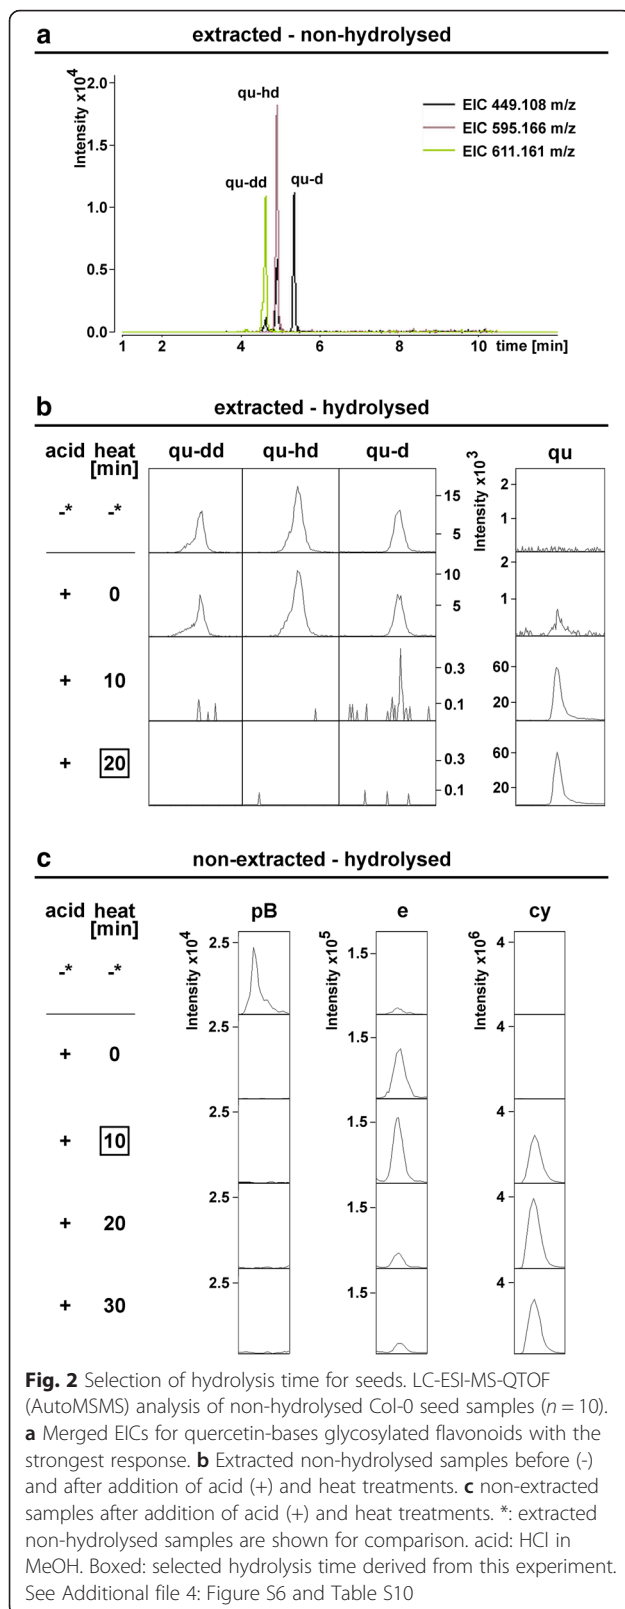 a extracted - non-hydrolysed
Intensity x10⁴
2.0
1.5
1.0
0.5
0.0
qu-hd
qu-dd
qu-d
EIC 449.108 m/z
EIC 595.166 m/z
EIC 611.161 m/z
1 2 4 6 8 10 time [min]
b extracted - hydrolysed
acid heat qu-dd qu-hd qu-d qu
[min]
Intensity x10³
-* -* 15 5 2 1
+ 0 10 5 2 1
+ 10 0.3 0.1 60 20
+ 20 0.3 0.1 60 20
c non-extracted - hydrolysed
acid heat pB e cy
[min]
Intensity x10⁴ Intensity x10⁵ Intensity x10⁶
-* -* 2.5 1.5 4
+ 0 2.5 1.5 4
+ 10 2.5 1.5 4
+ 20 2.5 1.5 4
+ 30 2.5 1.5 4
Fig. 2 Selection of hydrolysis time for seeds. LC-ESI-MS-QTOF
(AutoMSMS) analysis of non-hydrolysed Col-0 seed samples (n = 10).
a Merged EICs for quercetin-bases glycosylated flavonoids with the
strongest response. b Extracted non-hydrolysed samples before (-)
and after addition of acid (+) and heat treatments. c non-extracted
samples after addition of acid (+) and heat treatments. *: extracted
non-hydrolysed samples are shown for comparison. acid: HCl in
MeOH. Boxed: selected hydrolysis time derived from this experiment.
See Additional file 4: Figure S6 and Table S10